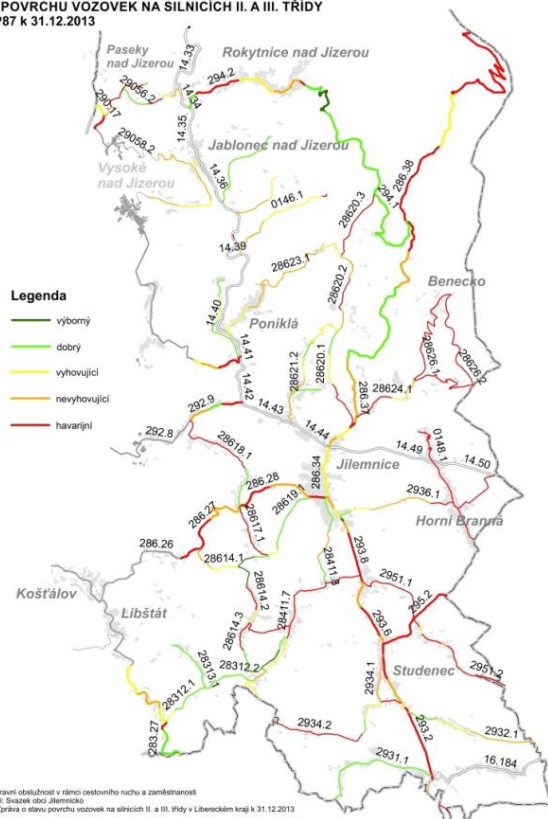 POVRCHU VOZOVEK NA SILNICÍCH II. A III. TŘÍDY
P87 k 31.12.2013
Paseky
nad Jizerou
14.33
Rokytnice nad Jizerou
29056.2
14.34
294.2
290.17
29058.2
14.35
Jablonec nad Jizerou
286.38
Vysoké
nad Jizerou
14.36
0146.1
28620.3
294.1
14.39
28623.1
28620.2
Benecko
Legenda
výborný
dobrý
vyhovující
nevyhovující
havarijní
14.40
Poniklá
14.41
28621.2
28620.1
28626.1
28626.2
14.42
286.37
28624.1
292.9
14.43
292.8
14.44
14.49
0148.1
14.50
28618.1
286.34
Jilemnice
286.28
28619.1
2936.1
286.27
28617.1
Horní Branná
286.26
28614.1
293.8
Košťálov
28614.2
28411.8
2951.1
295.2
Libštát
28411.7
293.6
28614.3
28313.1
28312.2
Studenec
2951.2
28312.1
2934.1
283.27
2934.2
293.2
2932.1
2931.1
16.184
ravní obslužnost v rámci cestovního ruchu a zaměstnanosti
l: Svazek obcí Jilemnicko
Zpráva o stavu povrchu vozovek na silnicích II. a III. třídy v Libereckém kraji k 31.12.2013